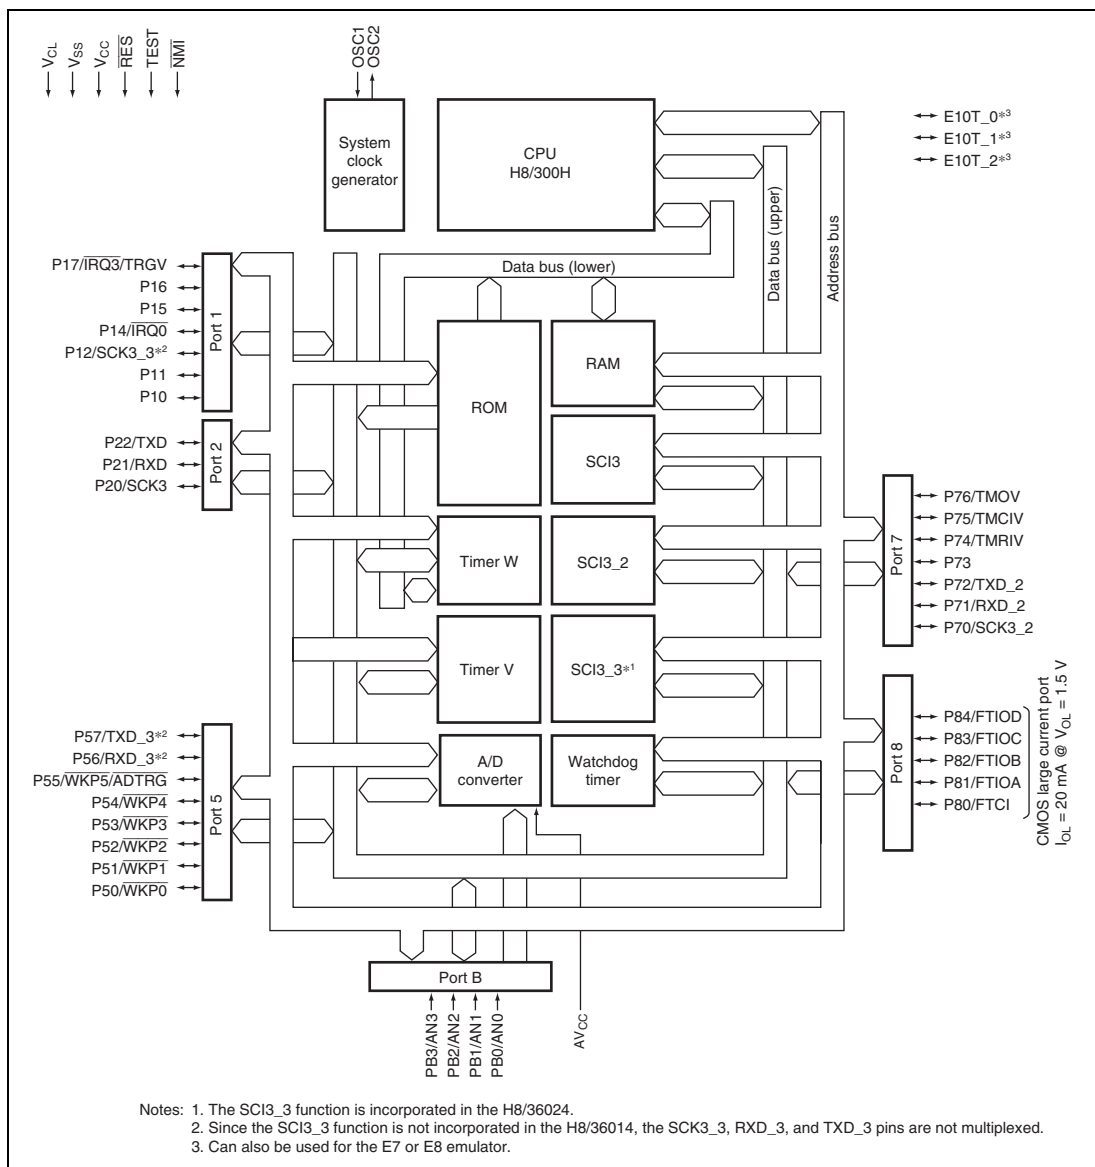 VCL
VSS
VCC
RES
TEST
NMI
OSC1
OSC2
System
clock
generator
CPU
H8/300H
E10T_0*3
E10T_1*3
E10T_2*3
Data bus (lower)
Data bus (upper)
Address bus
P17/IRQ3/TRGV
P16
P15
P14/IRQ0
P12/SCK3_3*2
P11
P10
Port 1
P22/TXD
P21/RXD
P20/SCK3
Port 2
ROM
RAM
SCI3
Timer W
SCI3_2
Timer V
SCI3_3*1
A/D
converter
Watchdog
timer
Port 7
P76/TMOV
P75/TMCIV
P74/TMRIV
P73
P72/TXD_2
P71/RXD_2
P70/SCK3_2
P57/TXD_3*2
P56/RXD_3*2
P55/WKP5/ADTRG
P54/WKP4
P53/WKP3
P52/WKP2
P51/WKP1
P50/WKP0
Port 5
Port 8
P84/FTIOD
P83/FTIOC
P82/FTIOB
P81/FTIOA
P80/FTCI
CMOS large current port
IOL = 20 mA @ VOL = 1.5 V
Port B
PB3/AN3
PB2/AN2
PB1/AN1
PB0/AN0
AVCC
Notes: 1. The SCI3_3 function is incorporated in the H8/36024.
2. Since the SCI3_3 function is not incorporated in the H8/36014, the SCK3_3, RXD_3, and TXD_3 pins are not multiplexed.
3. Can also be used for the E7 or E8 emulator.